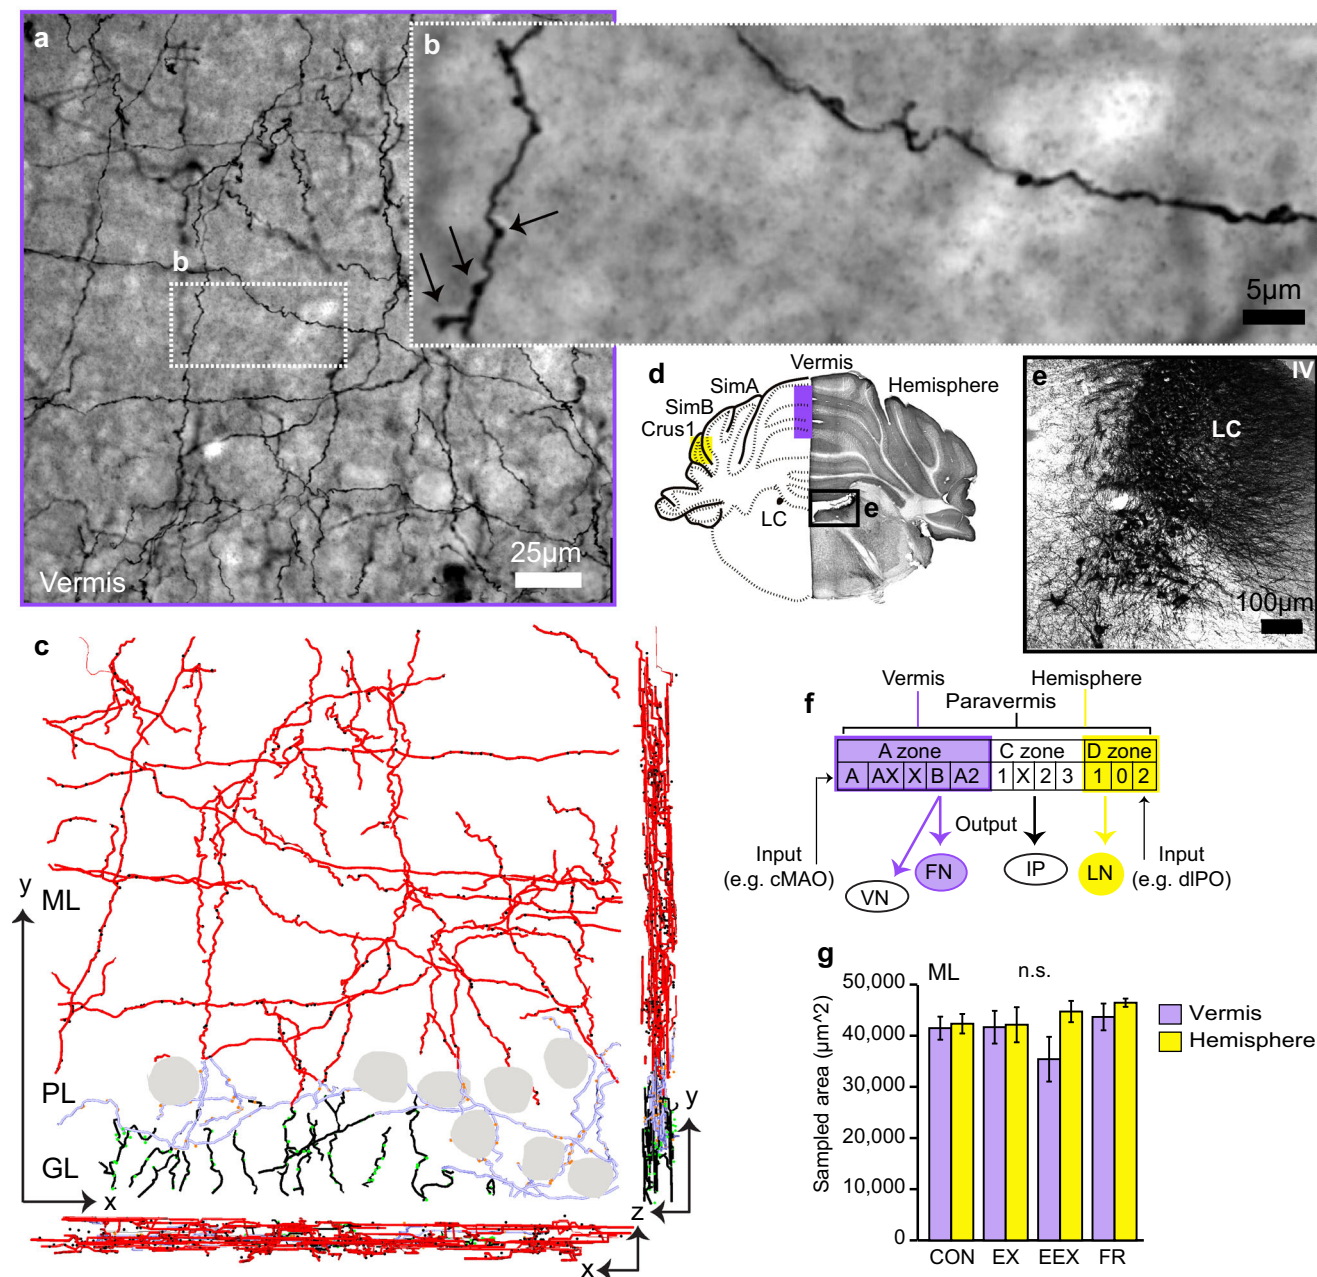 a
b
Vermis
25µm
b
5µm
d
Vermis
SimA
SimB
Crus1
Hemisphere
LC
e
e
IV
LC
100µm
c
y
ML
PL
GL
x
y
z
x
f
Vermis
Hemisphere
Paravermis
A zone
C zone
D zone
A AX X B A2 1 X 2 3 1 0 2
Output
Input
(e.g. cMAO)
VN
FN
IP
LN
Input
(e.g. dlPO)
g
ML
n.s.
Sampled area (µm^2)
50,000
40,000
30,000
20,000
10,000
0
CON EX EEX FR
Vermis
Hemisphere